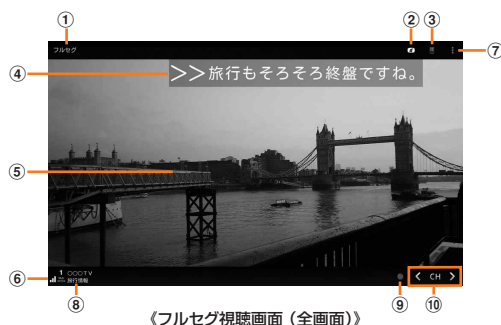 ① ② ③
フルセグ ⑦
④ >>旅行もそろそろ終盤ですね。
⑤
⑥ 1 ○○○TV
旅行情報 < CH >
⑧ ⑨ ⑩
《フルセグ視聴画面(全画面)》